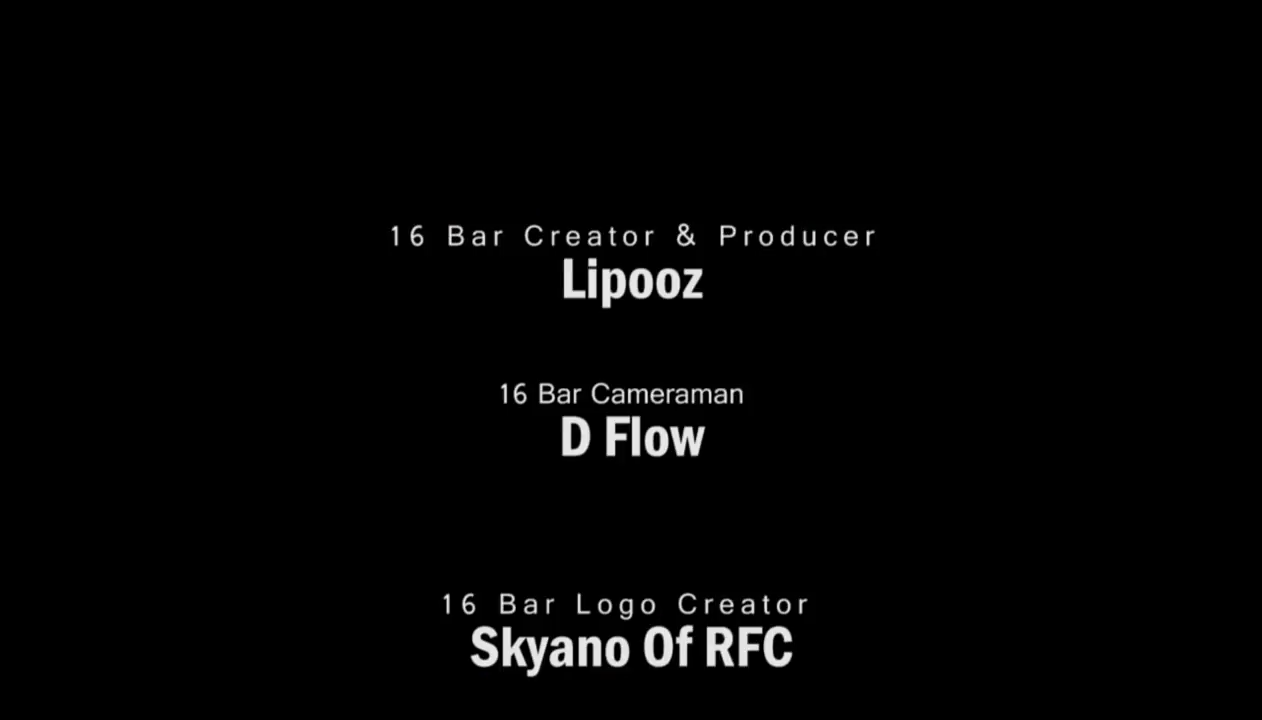 16 Bar Creator & Producer
Lipooz
16 Bar Cameraman
D Flow
16 Bar Logo Creator
Skyano Of RFC